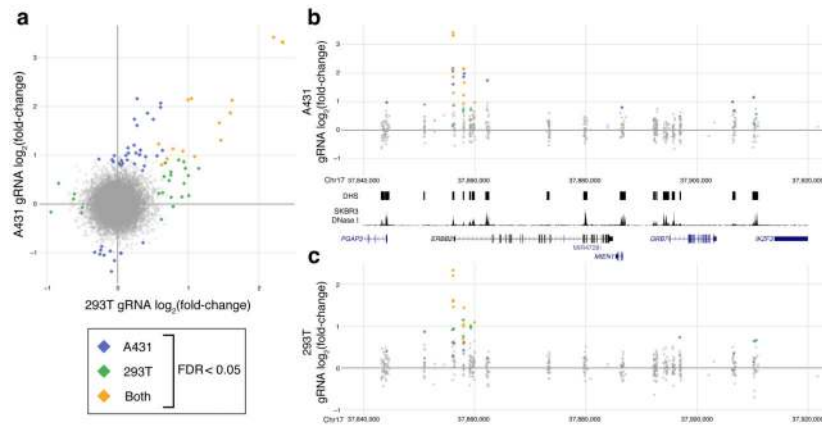 a
A431 gRNA log2(fold-change)
3
2
1
0
−1
0
1
2
293T gRNA log2(fold-change)
A431
293T
Both
FDR < 0.05
b
A431
gRNA log2(fold-change)
3
2
1
0
−1
Chr17
37,840,000
37,860,000
37,880,000
37,900,000
37,920,000
DHS
SKBR3
DNase I
PGAP3
ERBB2
MIR4728
MIEN1
GRB7
IKZF3
c
293T
gRNA log2(fold-change)
2
1
0
−1
Chr17
37,840,000
37,860,000
37,880,000
37,900,000
37,920,000